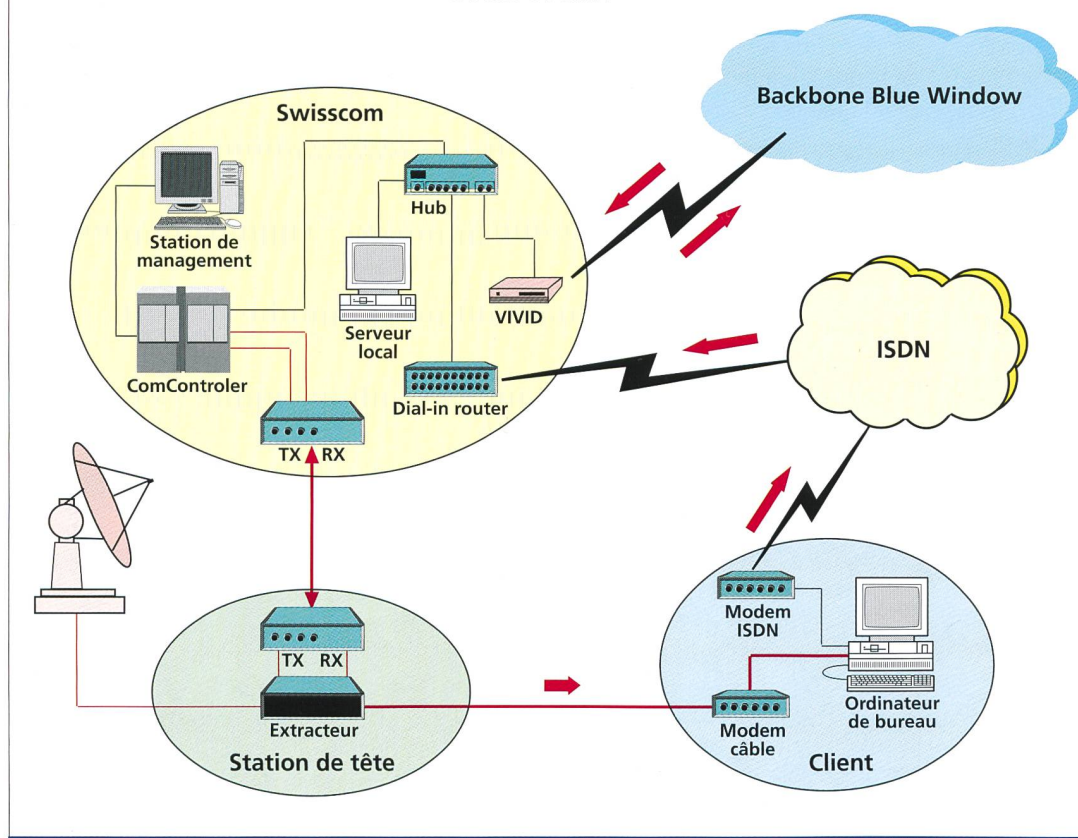 Backbone Blue Window
Swisscom
Hub
Station de
management
VIVID
Serveur
local
ISDN
ComControler
Dial-in router
TX RX
Modem
ISDN
TX RX
Ordinateur
de bureau
Extracteur
Modem
câble
Station de tête
Client